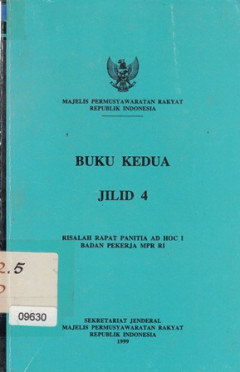 MAJELIS PERMUSYAWARATAN RAKYAT
REPUBLIK INDONESIA
BUKU KEDUA
JILID 4
RISALAH RAPAT PANITIA AD HOC I
BADAN PEKERJA MPR RI
2.5
09630
SEKRETARIAT JENDERAL
MAJELIS PERMUSYAWARATAN RAKYAT
REPUBLIK INDONESIA
1999